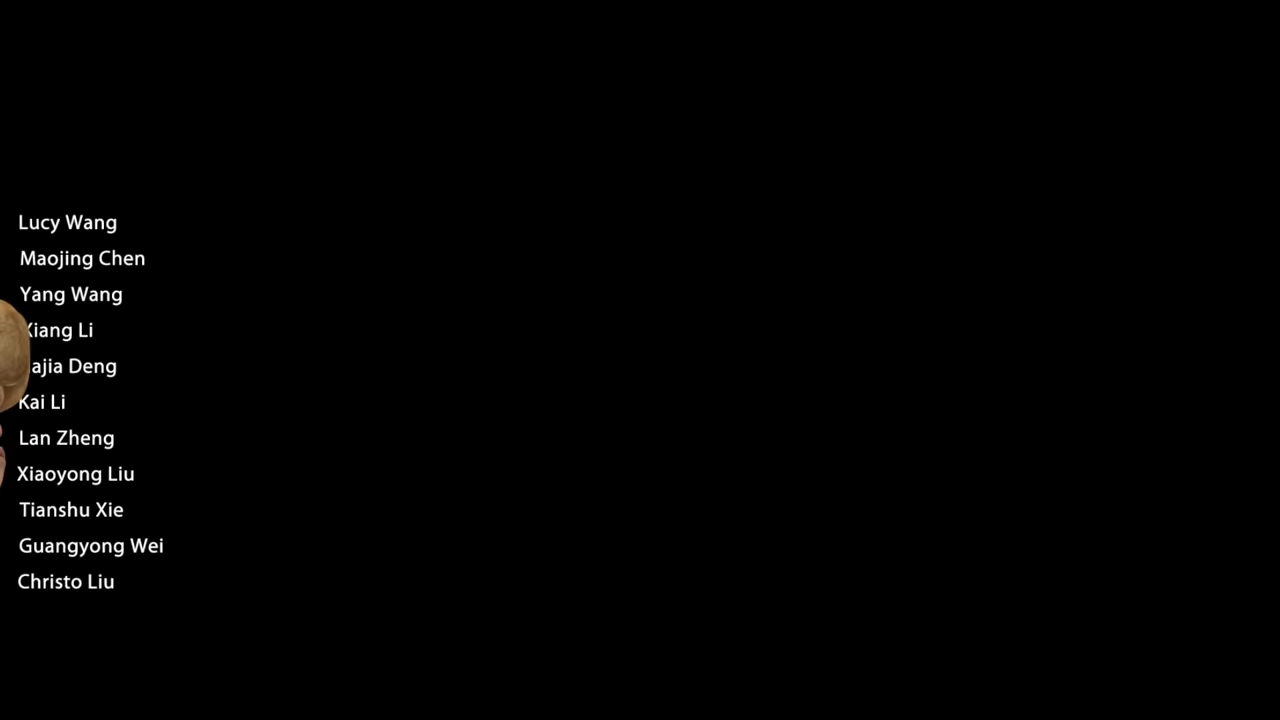 Lucy Wang
Maojing Chen
Yang Wang
Xiang Li
Deng
Kai Li
Lan Zheng
Xiaoyong Liu
Tianshu Xie
Guangyong Wei
Christo Liu